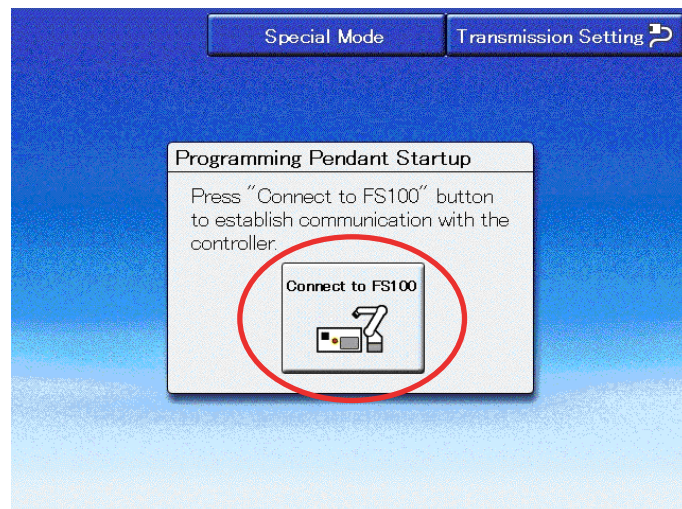 Special Mode
Transmission Setting
Programming Pendant Startup
Press "Connect to FS100" button
to establish communication with the
controller.
Connect to FS100